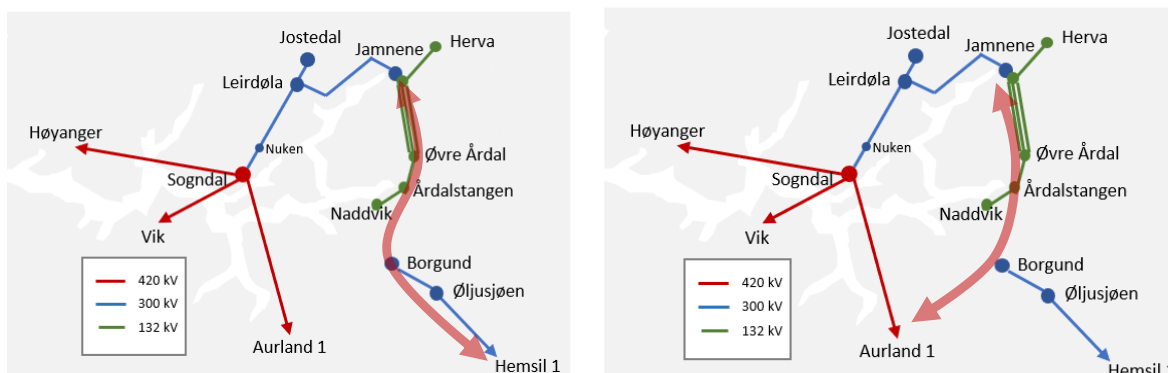 Jostedal
Jamnene
Herva
Leirdøla
Høyanger
Nuken
Øvre Årdal
Sogndal
Årdalstangen
Naddvik
Vik
420 kV
300 kV
132 kV
Borgund
Øljusjøen
Aurland 1
Hemsil 1
Jostedal
Jamnene
Herva
Leirdøla
Høyanger
Nuken
Øvre Årdal
Sogndal
Årdalstangen
Naddvik
Vik
420 kV
300 kV
132 kV
Borgund
Øljusjøen
Aurland 1
Hemsil 1